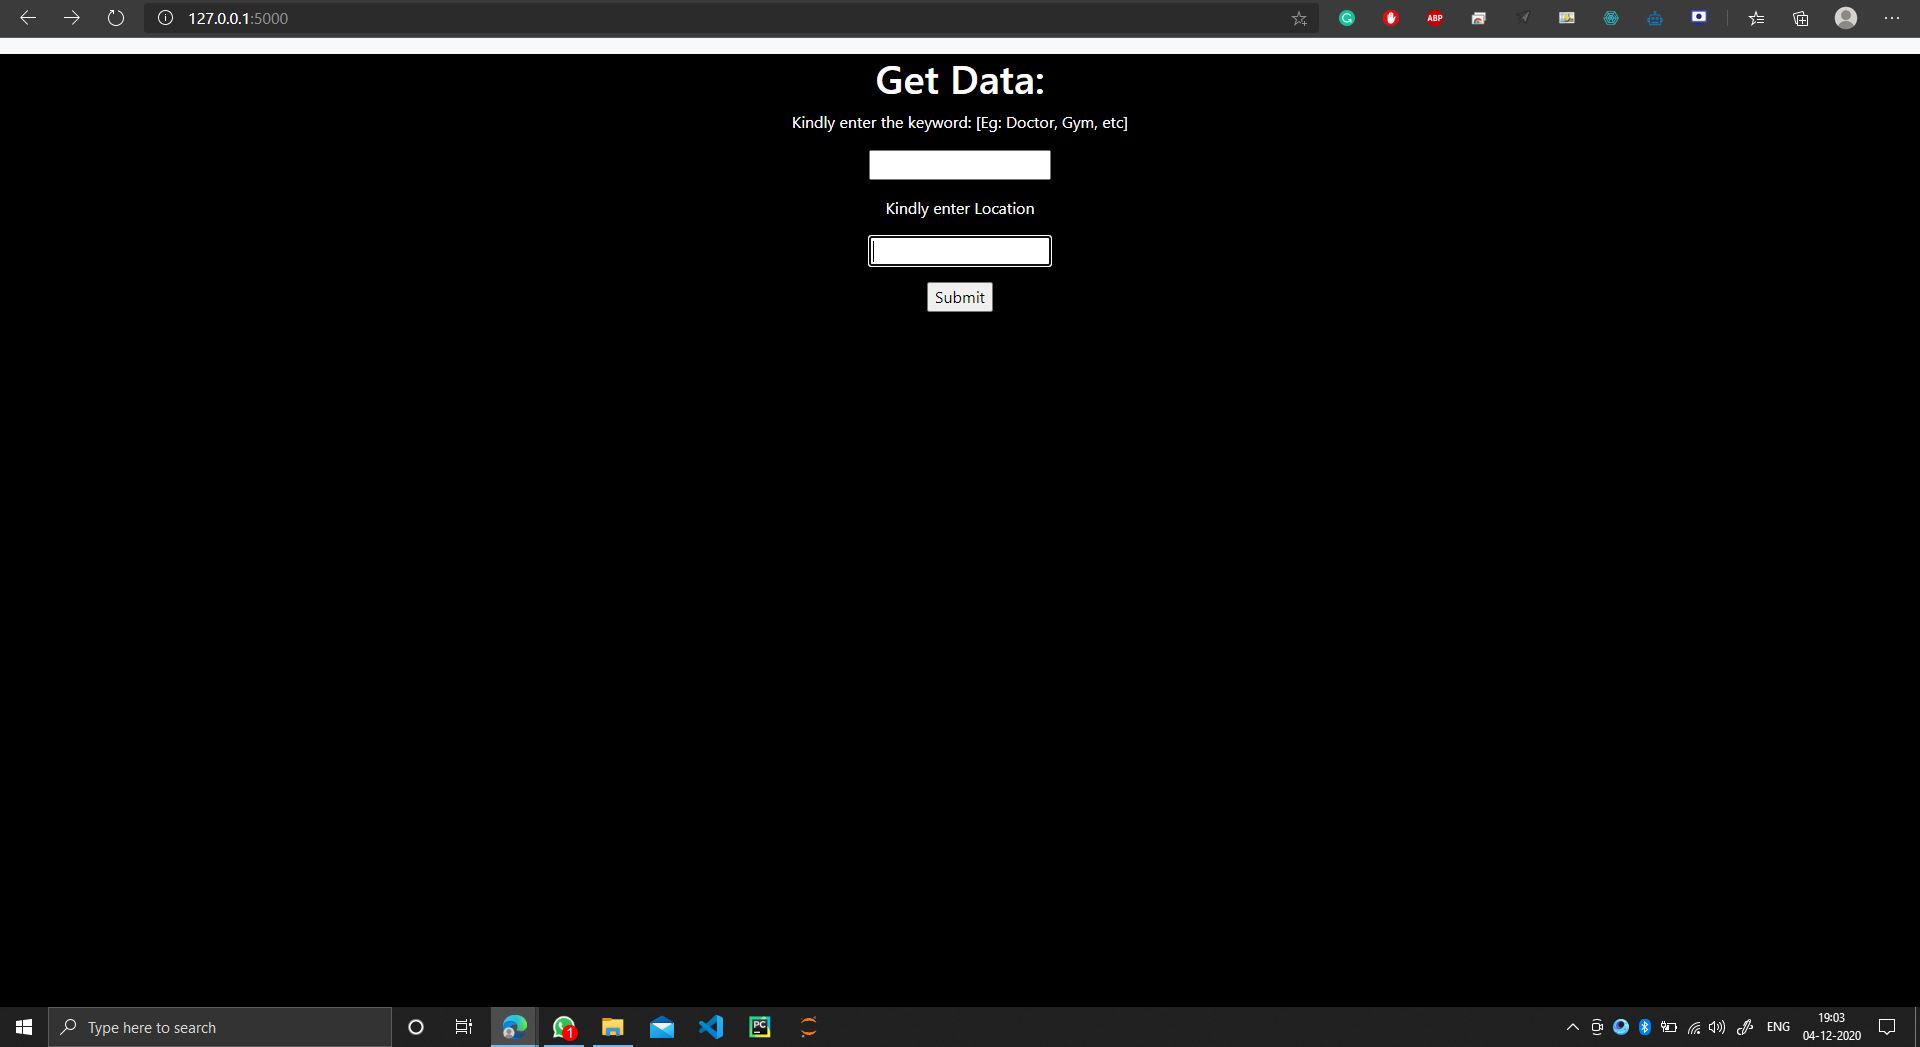 127.0.0.1:5000
ABP
Get Data:
Kindly enter the keyword: [Eg: Doctor, Gym, etc]
Kindly enter Location
Submit
Type here to search
1
PC
ENG
19:03
04-12-2020